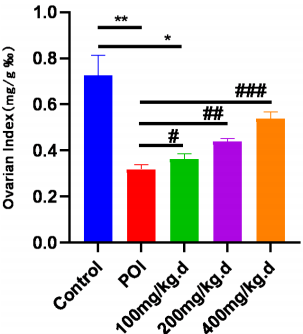 Ovarian Index(mg/g ‰)
1.0
0.8
0.6
0.4
0.2
0.0
**
*
###
##
#
Control
POI
100mg/kg.d
200mg/kg.d
400mg/kg.d